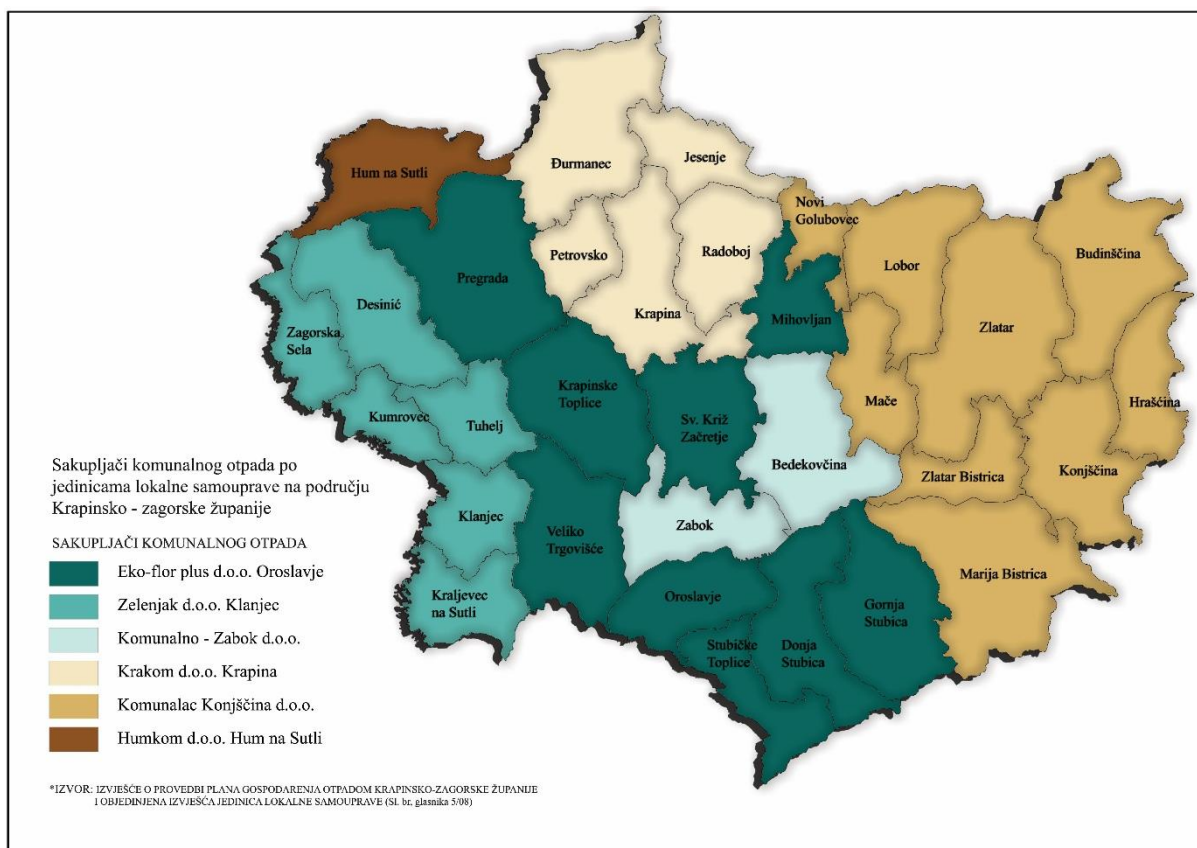 Đurmanec
Jesenje
Hum na Sutli
Novi
Golubovec
Petrovsko
Radoboj
Lobor
Budinščina
Pregrada
Desinić
Krapina
Mihovljan
Zlatar
Zagorska
Sela
Krapinske
Toplice
Mače
Hrašćina
Kumrovec
Tuhelj
Sv. Križ
Začretje
Bedekovčina
Zlatar Bistrica
Konjščina
Klanjec
Veliko
Trgovišće
Zabok
Marija Bistrica
Kraljevec
na Sutli
Oroslavje
Gornja
Stubica
Stubičke
Toplice
Donja
Stubica
Sakupljači komunalnog otpada po
jedinicama lokalne samouprave na području
Krapinsko - zagorske županije
SAKUPLJAČI KOMUNALNOG OTPADA
Eko-flor plus d.o.o. Oroslavje
Zelenjak d.o.o. Klanjec
Komunalno - Zabok d.o.o.
Krakom d.o.o. Krapina
Komunalac Konjščina d.o.o.
Humkom d.o.o. Hum na Sutli
*IZVOR: IZVJEŠĆE O PROVEDBI PLANA GOSPODARENJA OTPADOM KRAPINSKO-ZAGORSKE ŽUPANIJE
I OBJEDINJENA IZVJEŠĆA JEDINICA LOKALNE SAMOUPRAVE (Sl. br. glasnika 5/08)